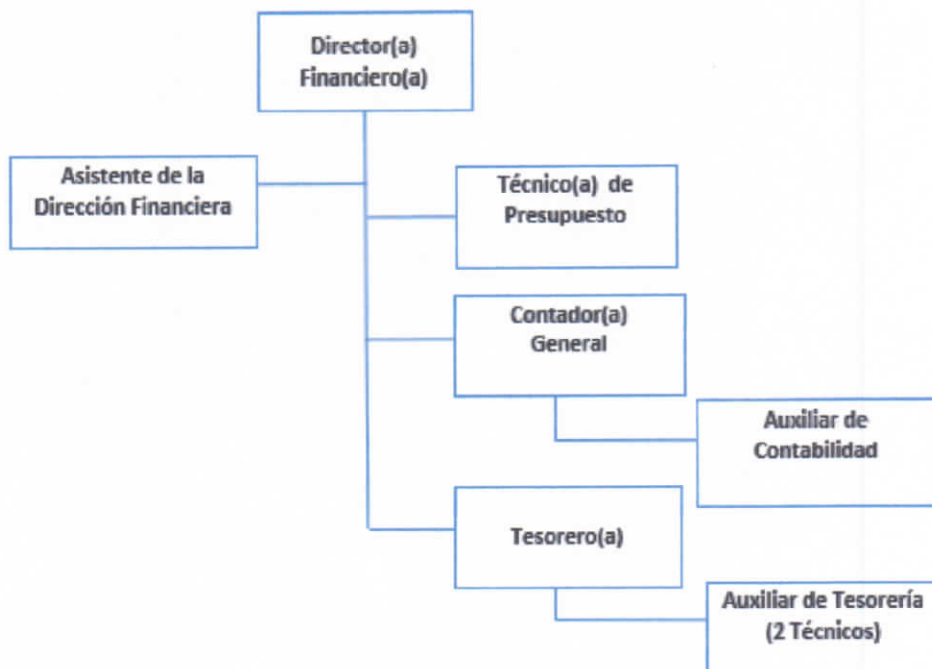 Director(a)
Financiero(a)
Asistente de la
Dirección Financiera
Técnico(a) de
Presupuesto
Contador(a)
General
Auxiliar de
Contabilidad
Tesorero(a)
Auxiliar de Tesorería
(2 Técnicos)